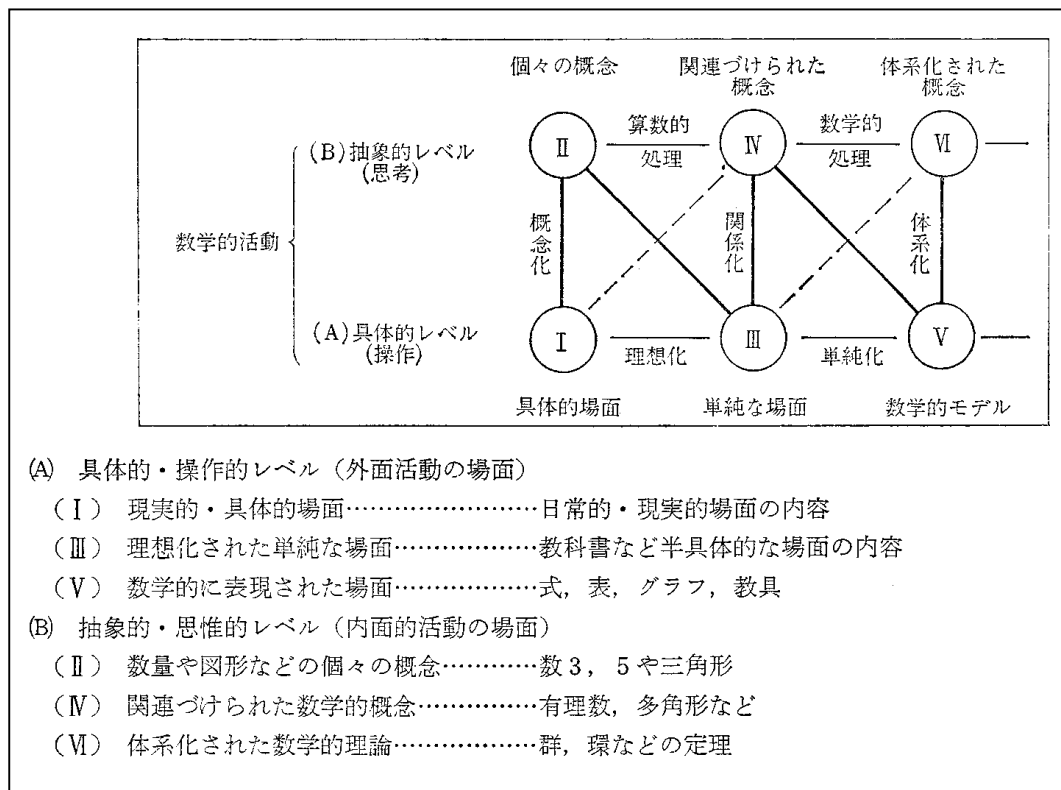 個々の概念 関連づけられた概念 体系化された概念
(B)抽象的レベル
(思考)
Ⅱ 算数的処理 Ⅳ 数学的処理 Ⅵ
数学的活動
概念化 関係化 体系化
(A)具体的レベル
(操作)
Ⅰ 理想化 Ⅲ 単純化 Ⅴ
具体的場面 単純な場面 数学的モデル
(A) 具体的・操作的レベル(外面活動の場面)
(Ⅰ) 現実的・具体的場面……………………日常的・現実的場面の内容
(Ⅲ) 理想化された単純な場面………………教科書など半具体的な場面の内容
(Ⅴ) 数学的に表現された場面………………式,表,グラフ,教具
(B) 抽象的・思惟的レベル(内面的活動の場面)
(Ⅱ) 数量や図形などの個々の概念…………数3,5や三角形
(Ⅳ) 関連づけられた数学的概念……………有理数,多角形など
(Ⅵ) 体系化された数学的理論………………群,環などの定理